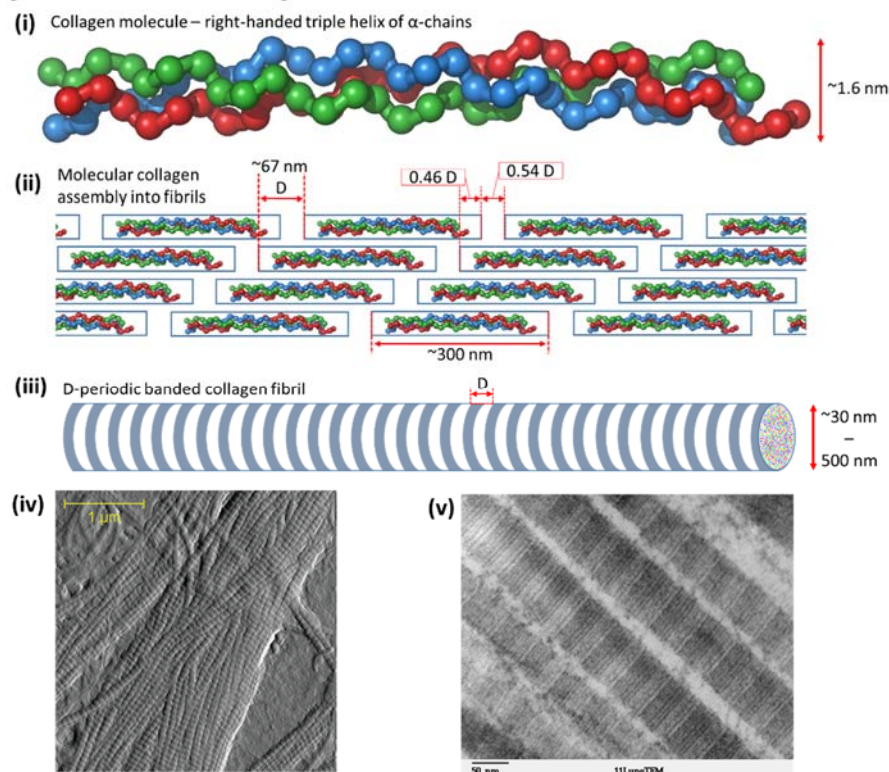 (i) Collagen molecule – right-handed triple helix of α-chains
~1.6 nm
(ii) Molecular collagen
assembly into fibrils
~67 nm
D
0.46 D
0.54 D
~300 nm
(iii) D-periodic banded collagen fibril
D
~30 nm
–
500 nm
(iv)
1 µm
(v)
50 nm
11LungTEM